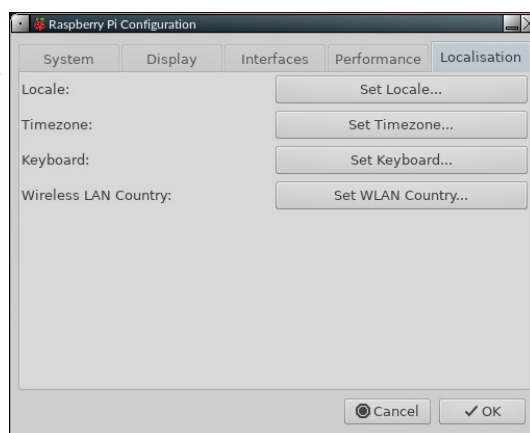 Raspberry Pi Configuration
System Display Interfaces Performance Localisation
Locale: Set Locale...
Timezone: Set Timezone...
Keyboard: Set Keyboard...
Wireless LAN Country: Set WLAN Country...
Cancel OK